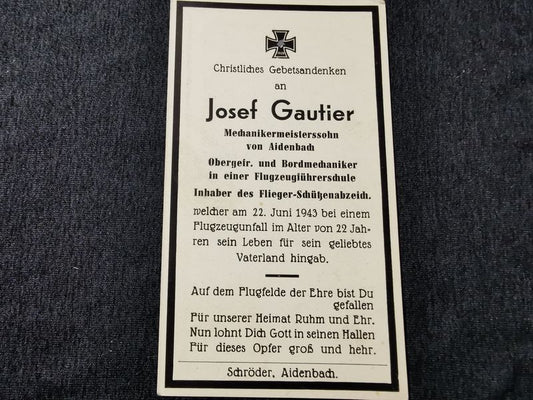 Christliches Gebetsandenken
an
Josef Gautier
Mechanikermeisterssohn
von Aidenbach
Obergefr. und Bordmechaniker
in einer Flugzeugführerschule
Inhaber des Flieger-Schützenabzeich.
welcher am 22. Juni 1943 bei einem
Flugzeugunfall im Alter von 22 Jah-
ren sein Leben für sein geliebtes
Vaterland hingab.
Auf dem Flugfelde der Ehre bist Du
gefallen
Für unserer Heimat Ruhm und Ehr.
Nun lohnt Dich Gott in seinen Hallen
Für dieses Opfer groß und hehr.
Schröder, Aidenbach.